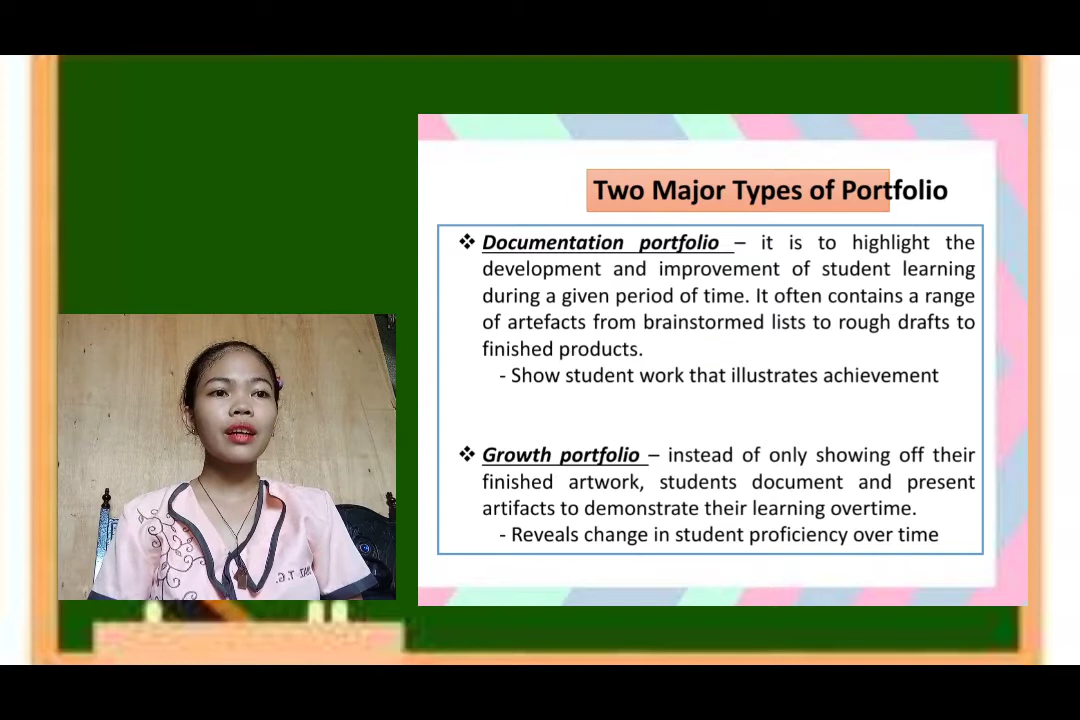 Two Major Types of Portfolio
❖ Documentation portfolio – it is to highlight the
development and improvement of student learning
during a given period of time. It often contains a range
of artefacts from brainstormed lists to rough drafts to
finished products.
- Show student work that illustrates achievement
❖ Growth portfolio – instead of only showing off their
finished artwork, students document and present
artifacts to demonstrate their learning overtime.
- Reveals change in student proficiency over time